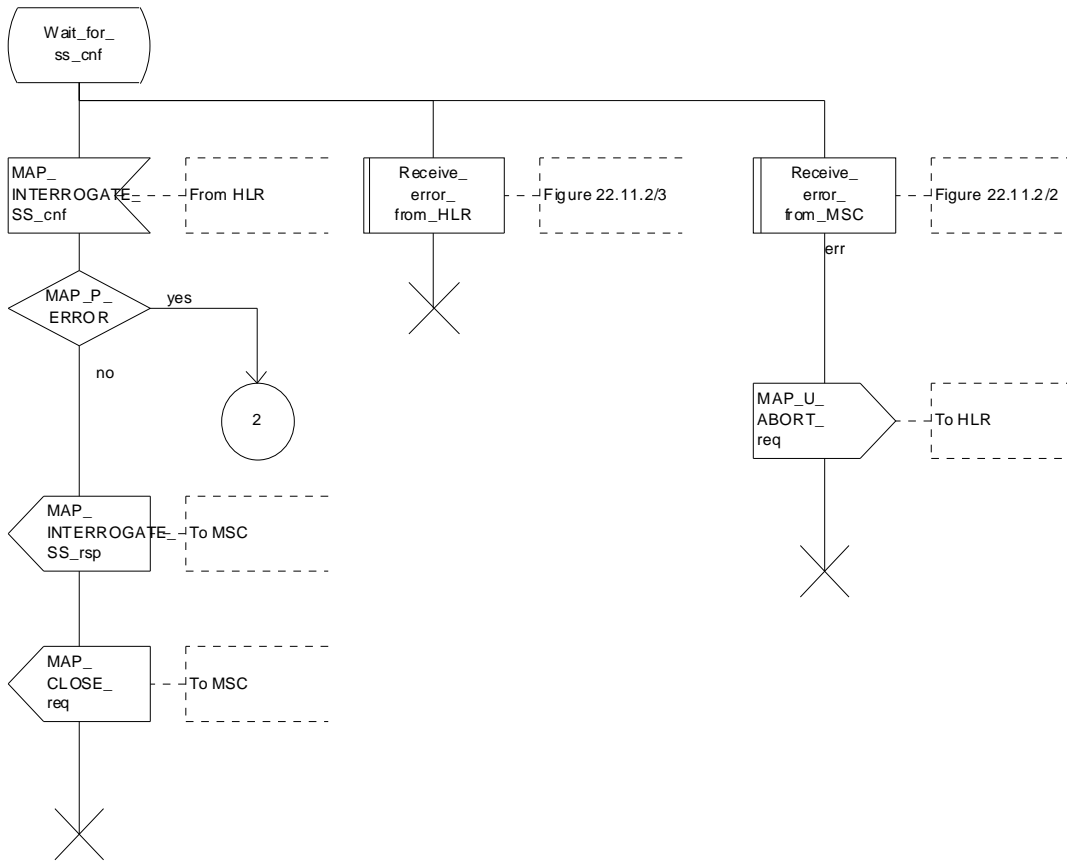 Wait_for_
ss_cnf
MAP_
INTERROGATE_
SS_cnf
From HLR
Receive_
error_
from_HLR
Figure 22.11.2/3
Receive_
error_
from_MSC
Figure 22.11.2/2
err
MAP_P_
ERROR
yes
no
2
MAP_U_
ABORT_
req
To HLR
MAP_
INTERROGATE_
SS_rsp
To MSC
MAP_
CLOSE_
req
To MSC